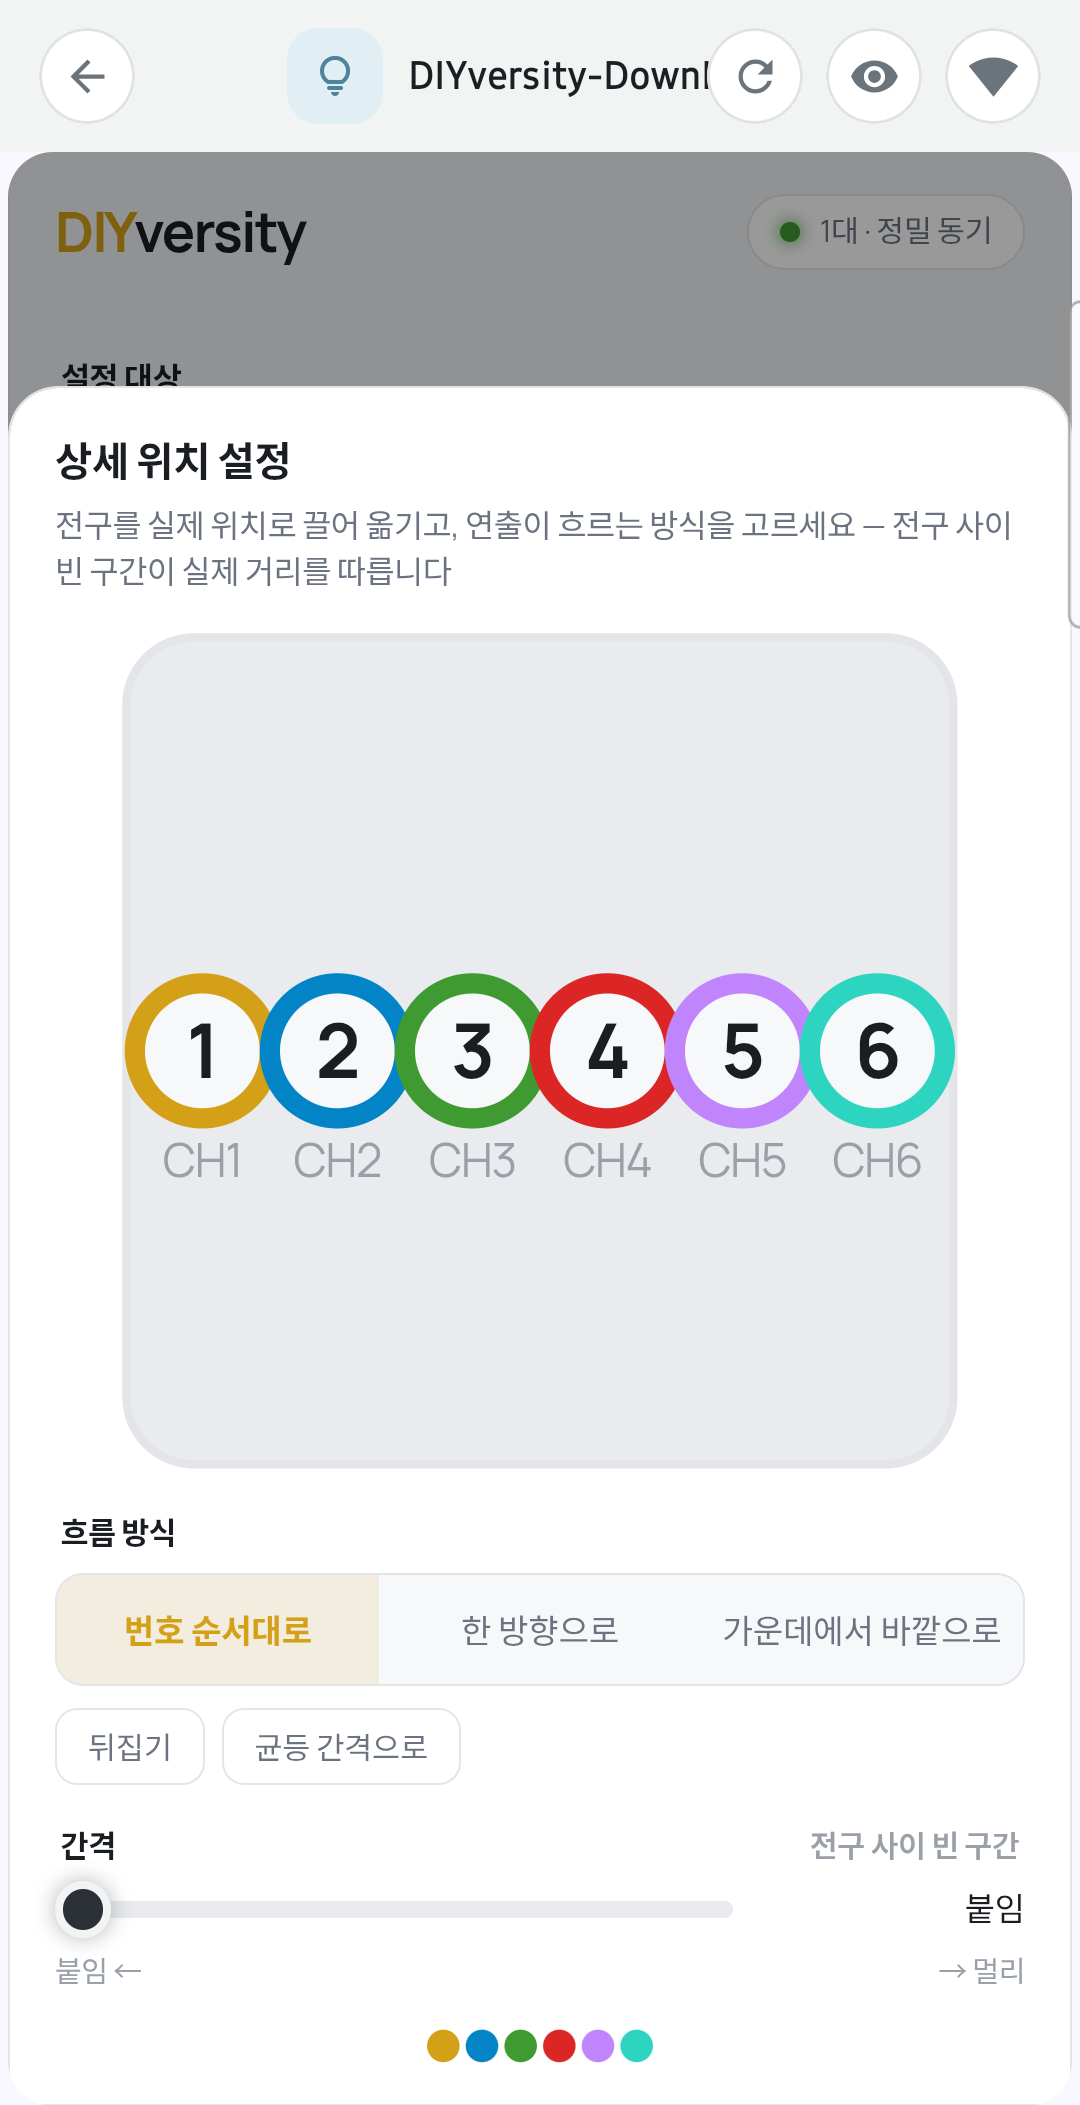 DIYversity-Down
DIYversity
1대 · 정밀 동기
설정 대상
상세 위치 설정
전구를 실제 위치로 끌어 옮기고, 연출이 흐르는 방식을 고르세요 — 전구 사이
빈 구간이 실제 거리를 따릅니다
1 2 3 4 5 6
CH1 CH2 CH3 CH4 CH5 CH6
흐름 방식
번호 순서대로 한 방향으로 가운데에서 바깥으로
뒤집기 균등 간격으로
간격 전구 사이 빈 구간
붙임
붙임 ← → 멀리